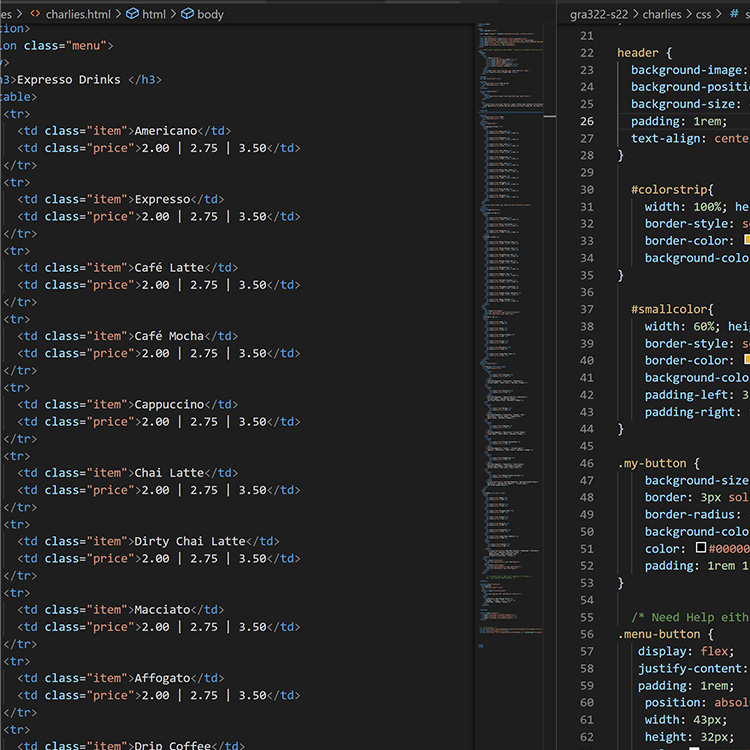 es > charlies.html > html > body
tion>
on class="menu">
>
h3>Expresso Drinks </h3>
table>
<tr>
<td class="item">Americano</td>
<td class="price">2.00 | 2.75 | 3.50</td>
</tr>
<tr>
<td class="item">Expresso</td>
<td class="price">2.00 | 2.75 | 3.50</td>
</tr>
<tr>
<td class="item">Café Latte</td>
<td class="price">2.00 | 2.75 | 3.50</td>
</tr>
<tr>
<td class="item">Café Mocha</td>
<td class="price">2.00 | 2.75 | 3.50</td>
</tr>
<tr>
<td class="item">Cappuccino</td>
<td class="price">2.00 | 2.75 | 3.50</td>
</tr>
<tr>
<td class="item">Chai Latte</td>
<td class="price">2.00 | 2.75 | 3.50</td>
</tr>
<tr>
<td class="item">Dirty Chai Latte</td>
<td class="price">2.00 | 2.75 | 3.50</td>
</tr>
<tr>
<td class="item">Macciato</td>
<td class="price">2.00 | 2.75 | 3.50</td>
</tr>
<tr>
<td class="item">Affogato</td>
<td class="price">2.00 | 2.75 | 3.50</td>
</tr>
<tr>
<td class="item">Drip Coffee</td>
gra322-s22 > charlies > css > # s
21
22 header {
23 background-image:
24 background-positi
25 background-size:
26 padding: 1rem;
27 text-align: cente
28 }
29
30 #colorstrip{
31 width: 100%; he
32 border-style: so
33 border-color:
34 background-colo
35 }
36
37 #smallcolor{
38 width: 60%; heig
39 border-style: so
40 border-color:
41 background-colo
42 padding-left: 3
43 padding-right:
44 }
45
46 .my-button {
47 background-size
48 border: 3px sol
49 border-radius:
50 background-colo
51 color: #00000
52 padding: 1rem 1
53 }
54
55 /* Need Help eith
56 .menu-button {
57 display: flex;
58 justify-content:
59 padding: 1rem;
60 position: absol
61 width: 43px;
62 height: 32px;